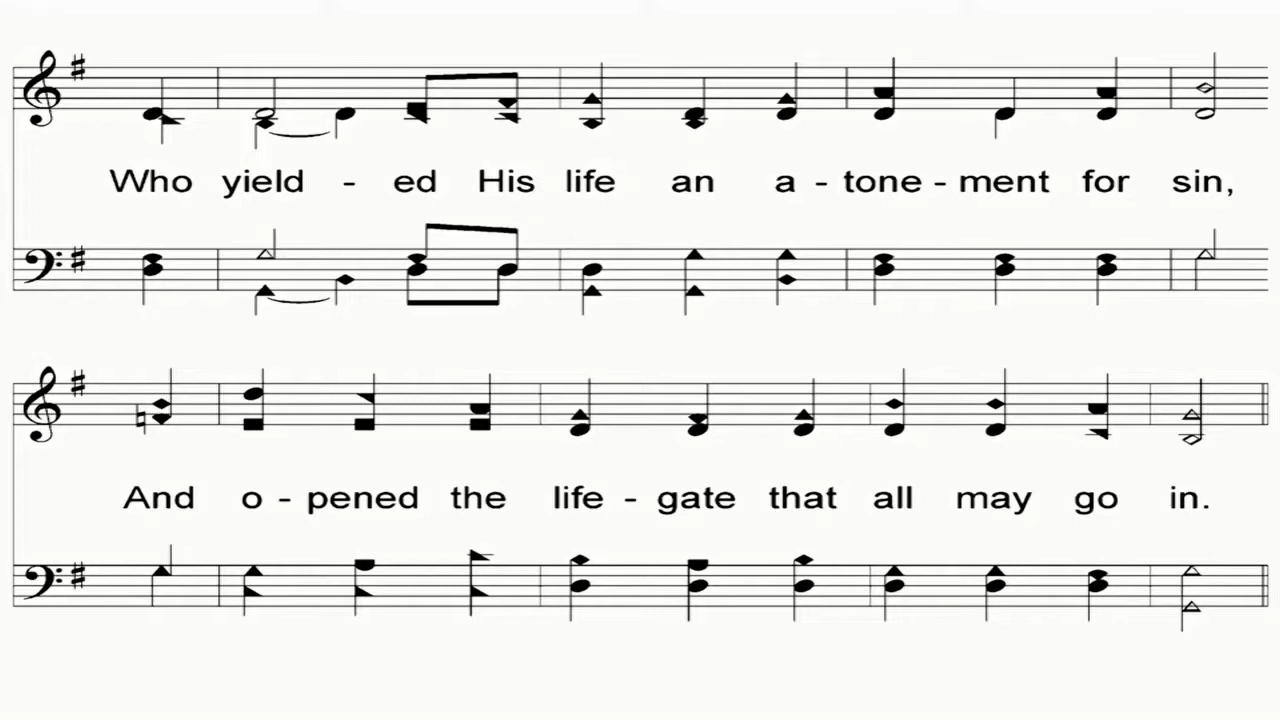 Who yield - ed His life an a - tone - ment for sin,
And o - pened the life - gate that all may go in.